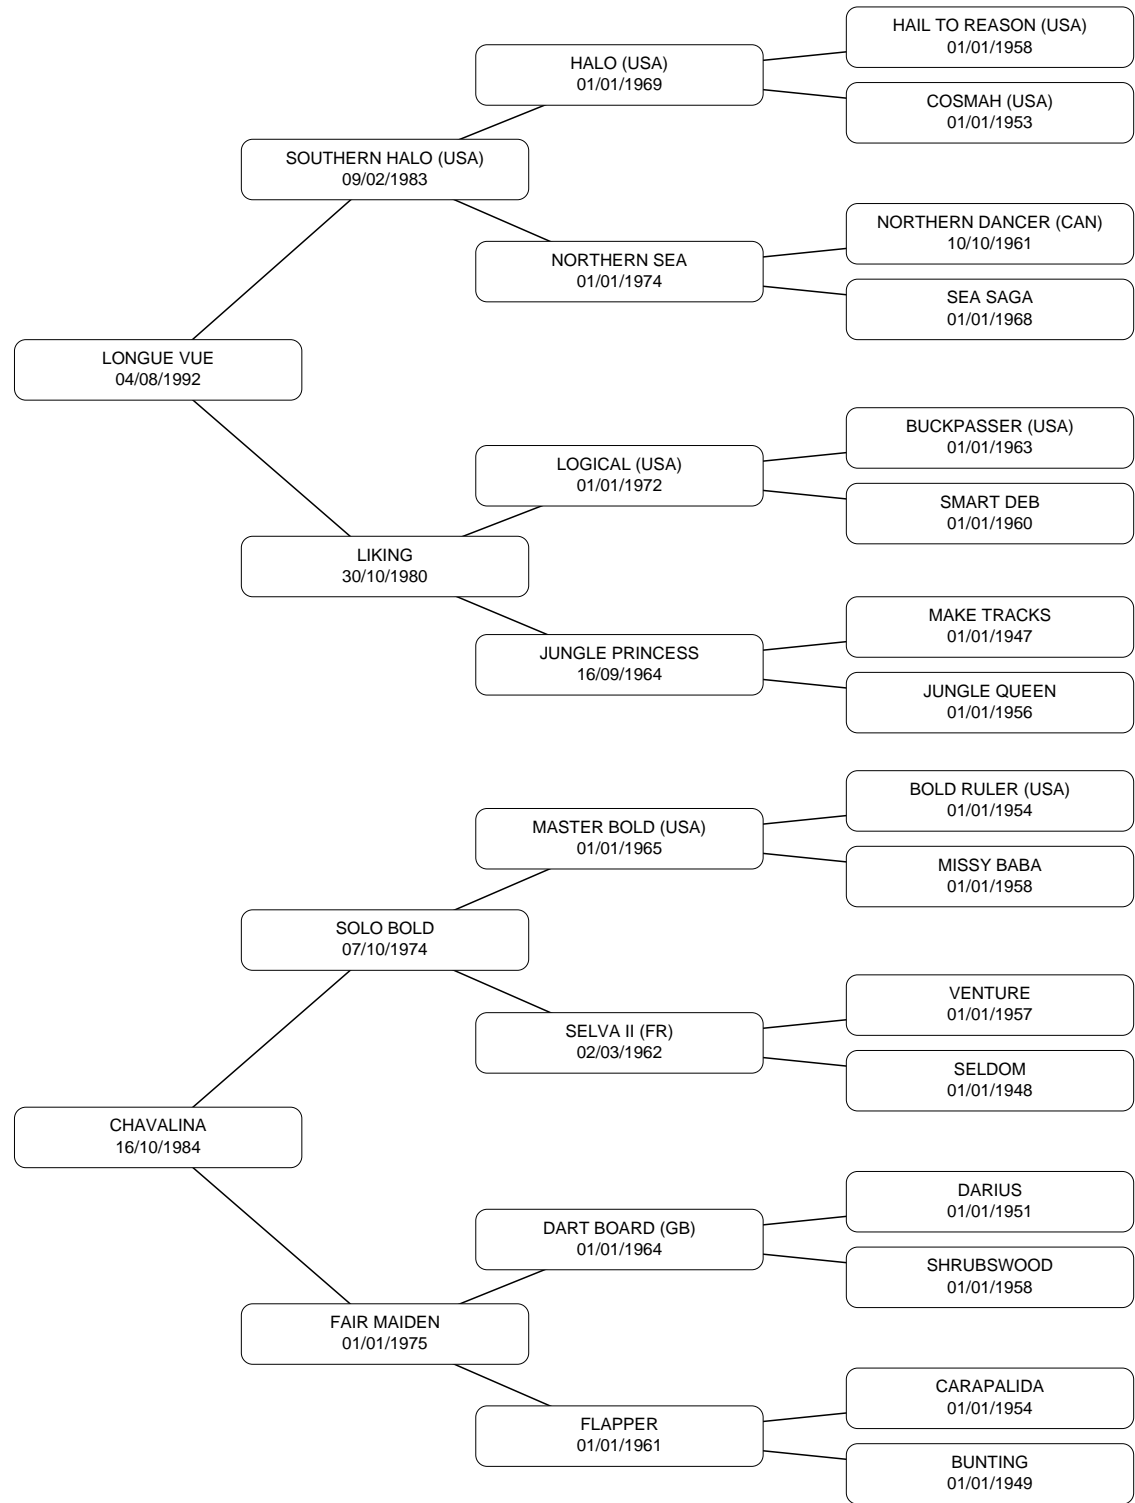 HAIL TO REASON (USA)
01/01/1958
HALO (USA)
01/01/1969
COSMAH (USA)
01/01/1953
SOUTHERN HALO (USA)
09/02/1983
NORTHERN DANCER (CAN)
10/10/1961
NORTHERN SEA
01/01/1974
SEA SAGA
01/01/1968
LONGUE VUE
04/08/1992
BUCKPASSER (USA)
01/01/1963
LOGICAL (USA)
01/01/1972
SMART DEB
01/01/1960
LIKING
30/10/1980
MAKE TRACKS
01/01/1947
JUNGLE PRINCESS
16/09/1964
JUNGLE QUEEN
01/01/1956
BOLD RULER (USA)
01/01/1954
MASTER BOLD (USA)
01/01/1965
MISSY BABA
01/01/1958
SOLO BOLD
07/10/1974
VENTURE
01/01/1957
SELVA II (FR)
02/03/1962
SELDOM
01/01/1948
CHAVALINA
16/10/1984
DARIUS
01/01/1951
DART BOARD (GB)
01/01/1964
SHRUBSWOOD
01/01/1958
FAIR MAIDEN
01/01/1975
CARAPALIDA
01/01/1954
FLAPPER
01/01/1961
BUNTING
01/01/1949